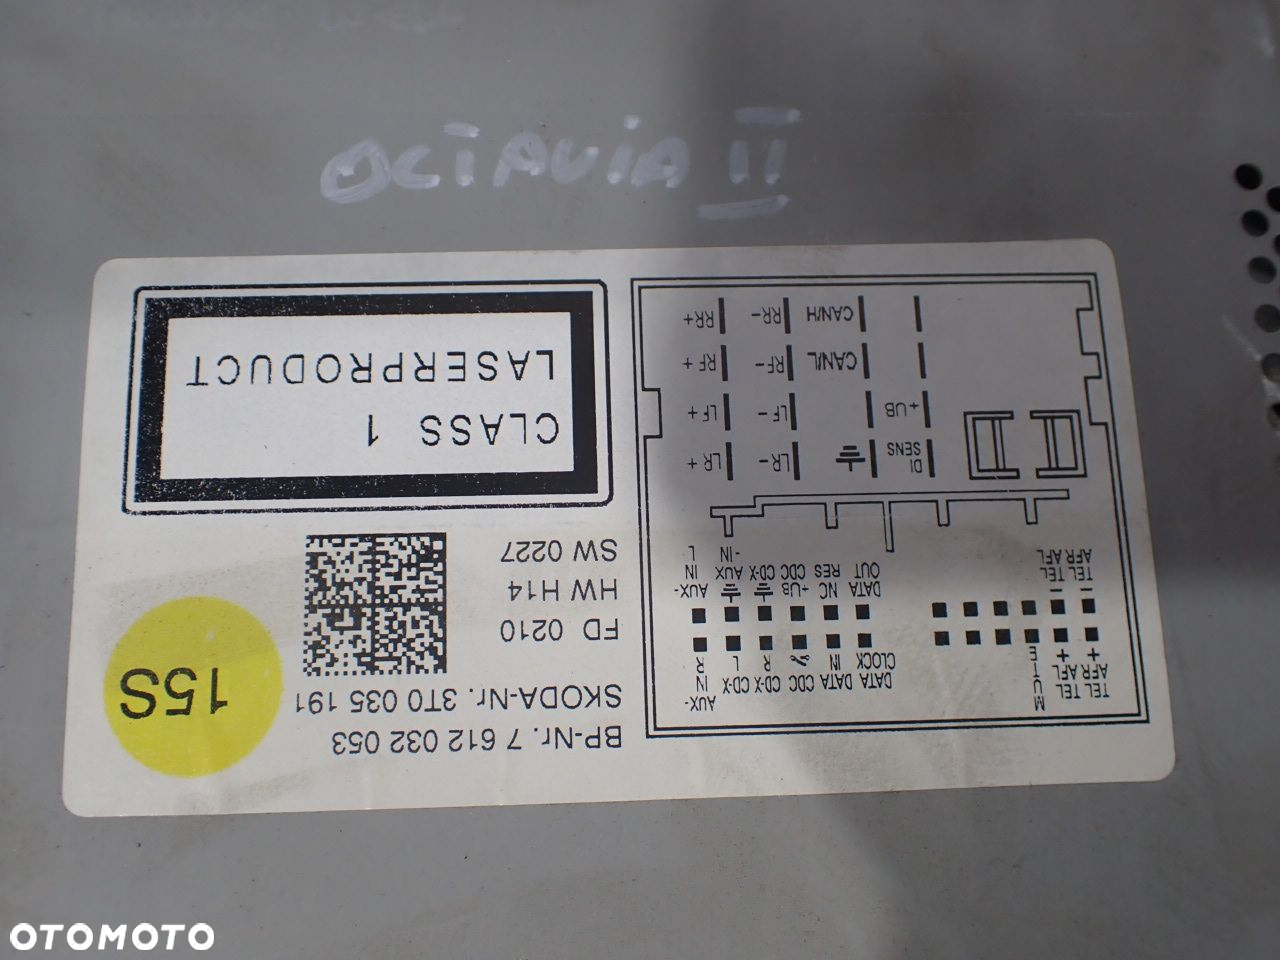 OCTAVIA II
BP-Nr. 7 612 032 053
SKODA-Nr. 3T0 035 191
FD 0210
HW H14
SW 0227
15S
CLASS 1
LASERPRODUCT
TEL TEL M DATA DATA CDC CD-X CD-X AUX-
AFR AFL U CLOCK IN R L IN
+ + T R
E
DATA NC +UB CD-X AUX AUX-
OUT RES CDC -IN IN
L
TEL TEL
AFR AFL
− −
DI
SENS
LR− LR+
+UB LF− LF+
CAN/L RF− RF+
CAN/H RR− RR+
OTOMOTO